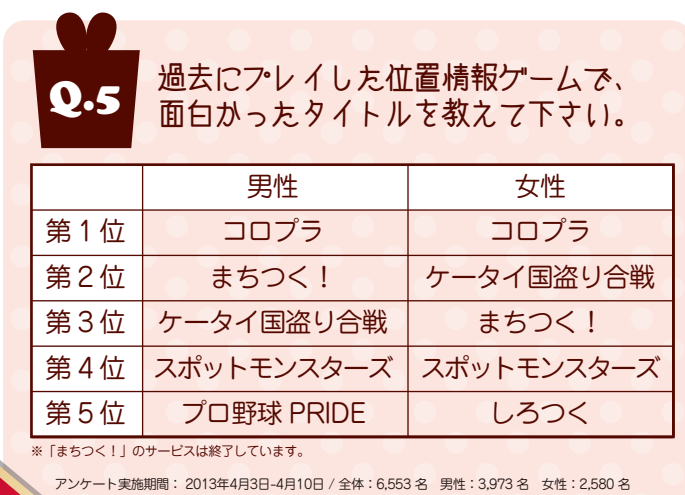 Q.5
過去にプレイした位置情報ゲームで、
面白かったタイトルを教えて下さい。
男性 女性
第1位 コロプラ コロプラ
第2位 まちつく！ ケータイ国盗り合戦
第3位 ケータイ国盗り合戦 まちつく！
第4位 スポットモンスターズ スポットモンスターズ
第5位 プロ野球 PRIDE しろつく
※「まちつく！」のサービスは終了しています。
アンケート実施期間： 2013年4月3日-4月10日 / 全体：6,553 名 男性：3,973 名 女性：2,580 名